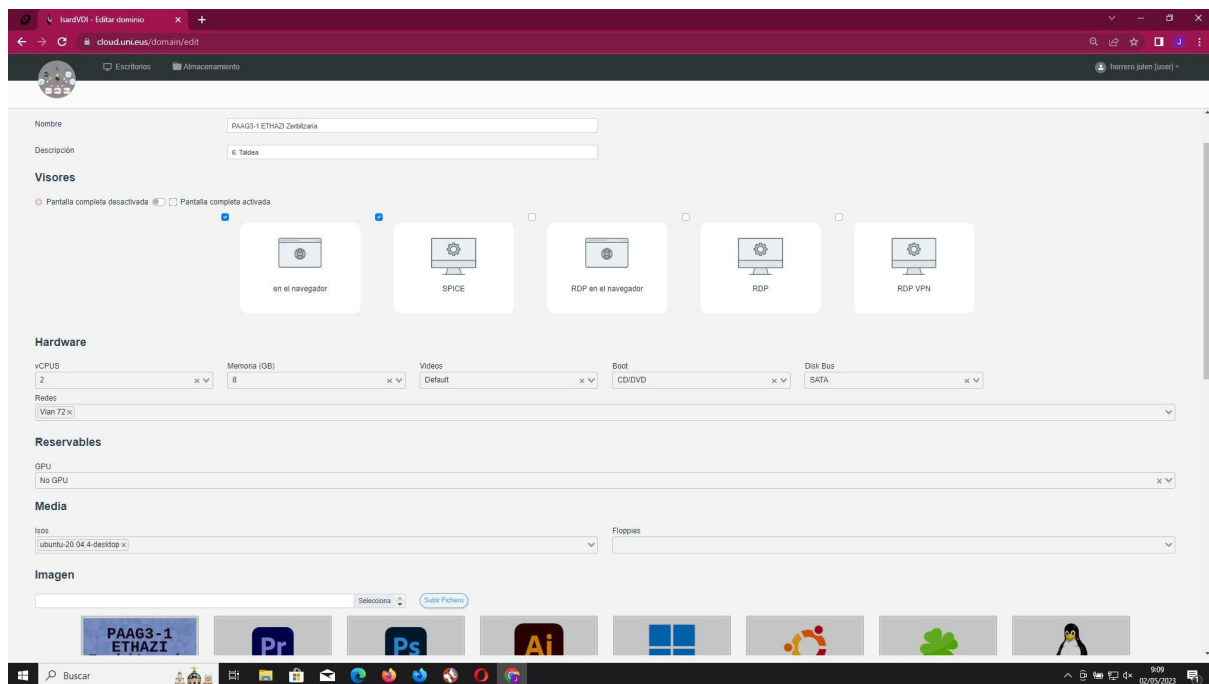 IsardVDI - Editar dominio
cloud.uni.eus/domain/edit
J
Escritorios Almacenamiento herrero.julen [user]
Nombre PAAG3-1 ETHAZI Zerbitzaria
Descripción 6. Taldea
Visores
Pantalla completa desactivada Pantalla completa activada
en el navegador SPICE RDP en el navegador RDP RDP VPN
Hardware
vCPUS Memoria (GB) Videos Boot Disk Bus
2 8 Default CD/DVD SATA
Redes
Vlan 72
Reservables
GPU
No GPU
Media
Isos Floppies
ubuntu-20.04.4-desktop
Imagen
Selecciona Subir Fichero
PAAG3-1
ETHAZI
Pr Ps Ai
Buscar 9:09
02/05/2023